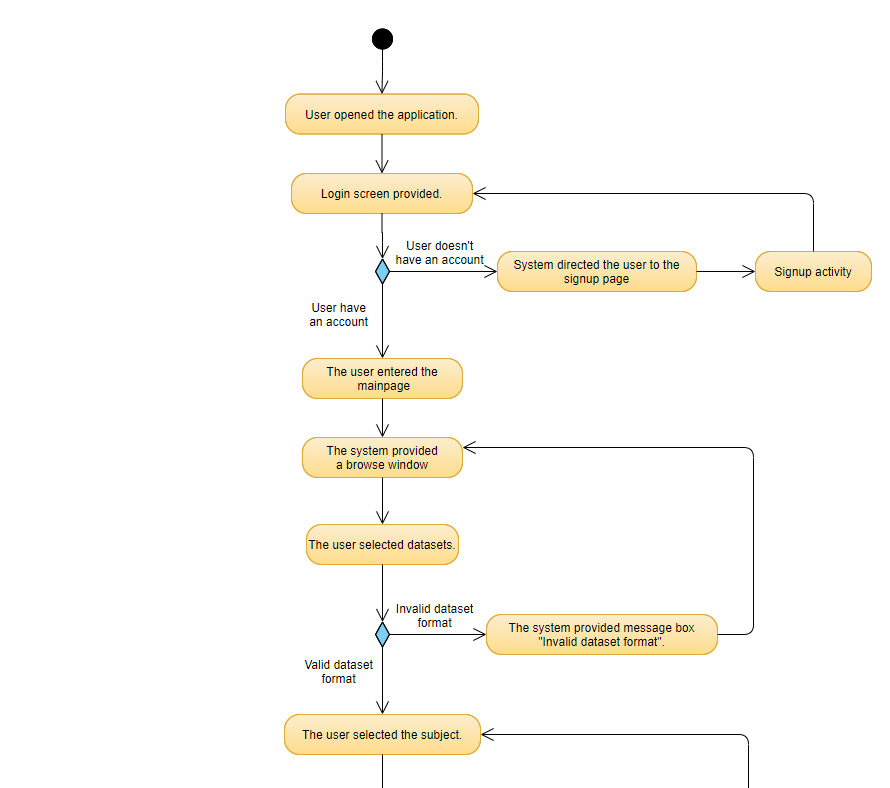 User opened the application.
Login screen provided.
User doesn't
have an account
System directed the user to the
signup page
Signup activity
User have
an account
The user entered the
mainpage
The system provided
a browse window
The user selected datasets.
Invalid dataset
format
The system provided message box
"Invalid dataset format".
Valid dataset
format
The user selected the subject.